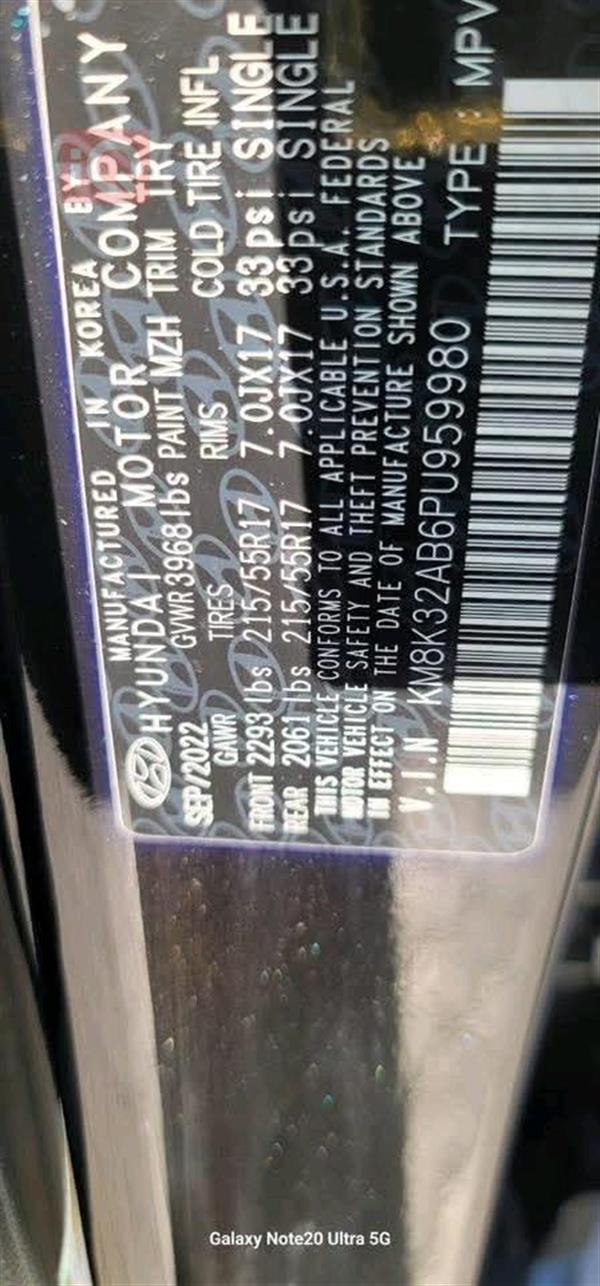 MANUFACTURED IN KOREA BY
HYUNDAI MOTOR COMPANY
SEP/2022 GVWR 3968lbs PAINT MZH TRIM TRY
GAWR TIRES RIMS COLD TIRE INFL
FRONT 2293 lbs 215/55R17 7.0JX17 33psi SINGLE
REAR 2061 lbs 215/55R17 7.0JX17 33psi SINGLE
THIS VEHICLE CONFORMS TO ALL APPLICABLE U.S.A. FEDERAL
MOTOR VEHICLE SAFETY AND THEFT PREVENTION STANDARDS
IN EFFECT ON THE DATE OF MANUFACTURE SHOWN ABOVE
V.I.N KM8K32AB6PU959980 TYPE : MPV
Galaxy Note20 Ultra 5G